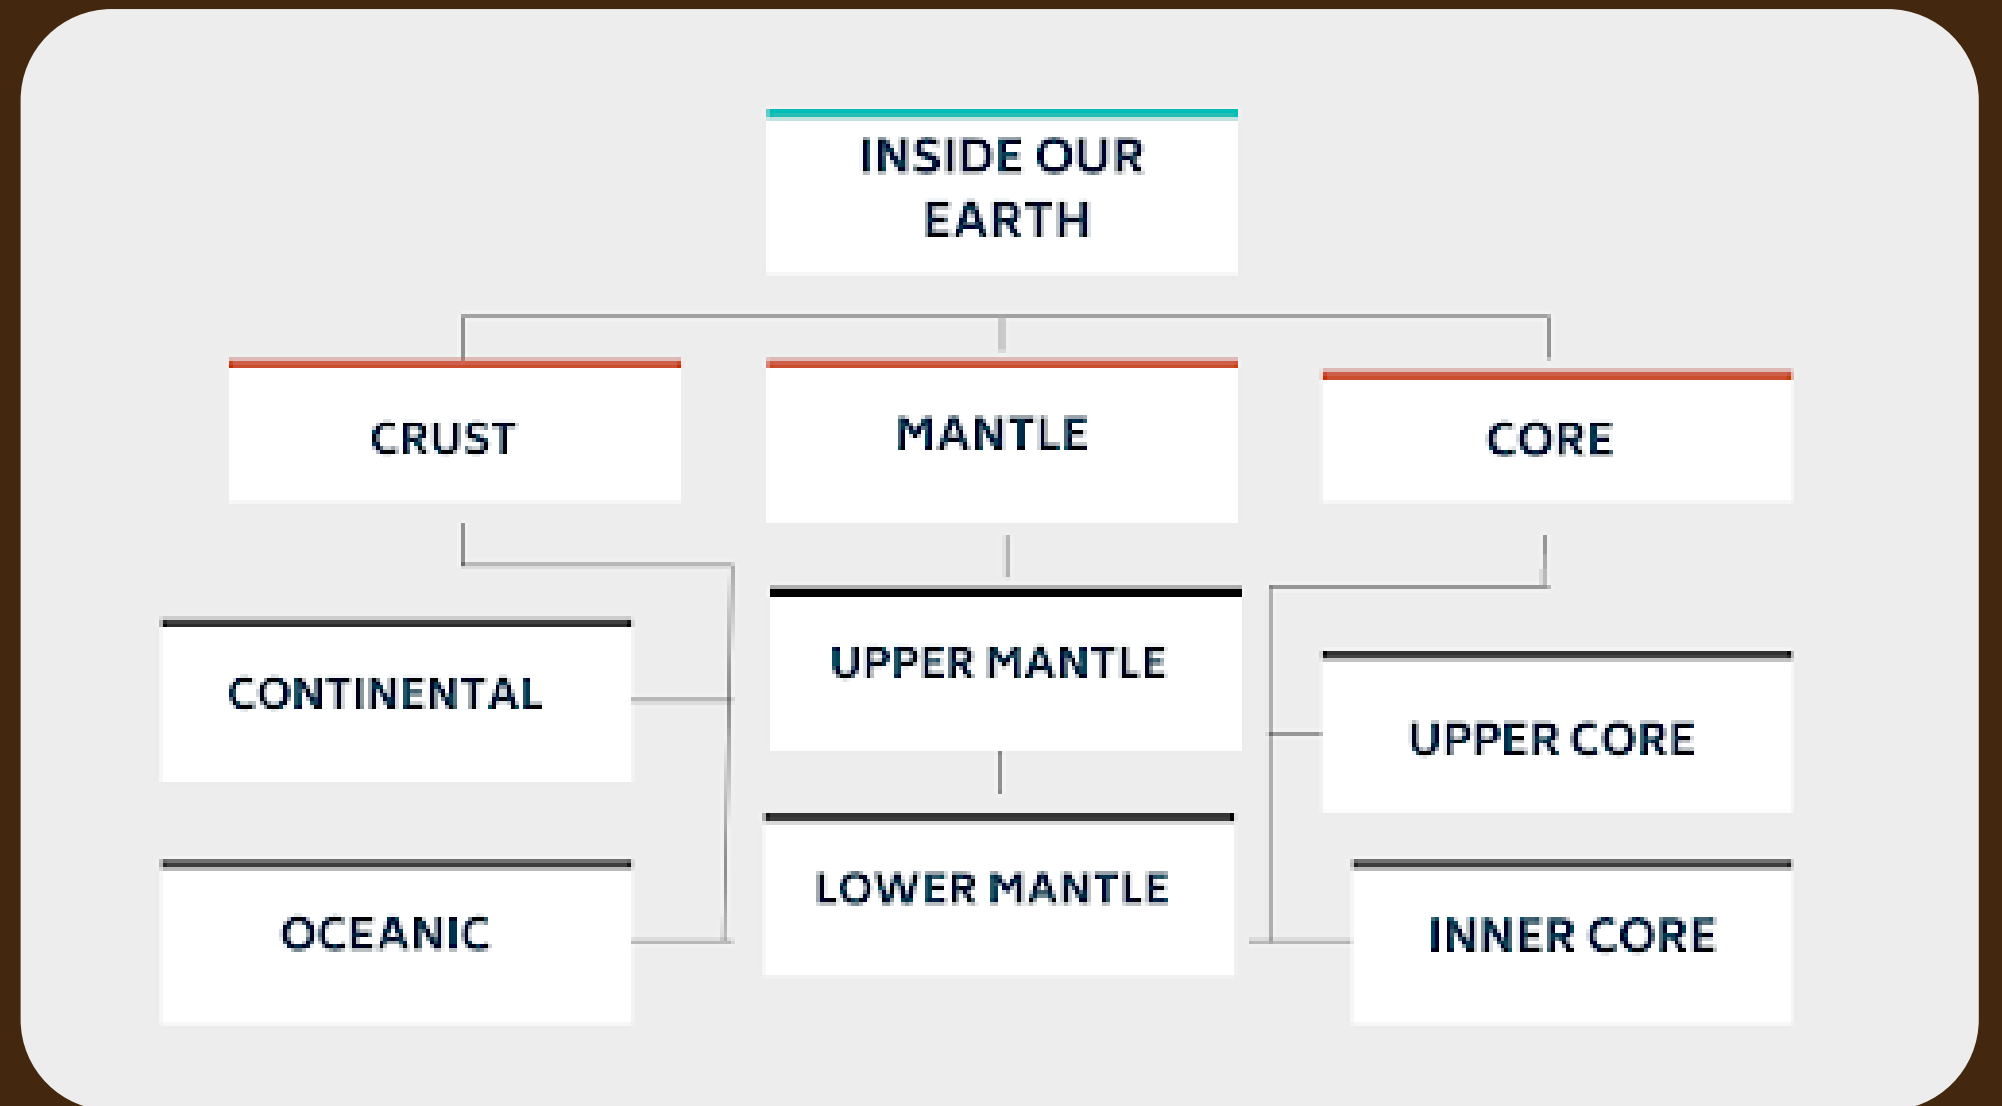 INSIDE OUR
EARTH
CRUST
MANTLE
CORE
CONTINENTAL
UPPER MANTLE
UPPER CORE
OCEANIC
LOWER MANTLE
INNER CORE